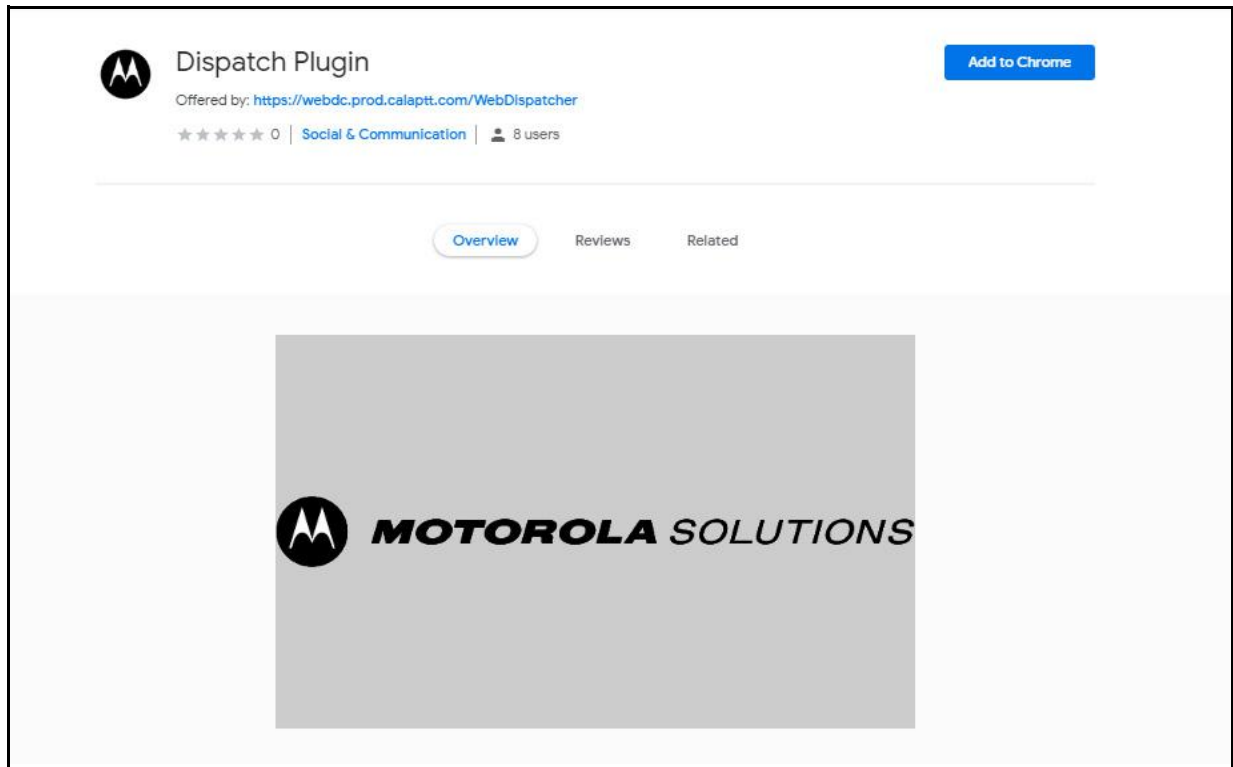 Dispatch Plugin
Add to Chrome
Offered by: https://webdc.prod.calaptt.com/WebDispatcher
0 | Social & Communication | 8 users
Overview Reviews Related
MOTOROLA SOLUTIONS